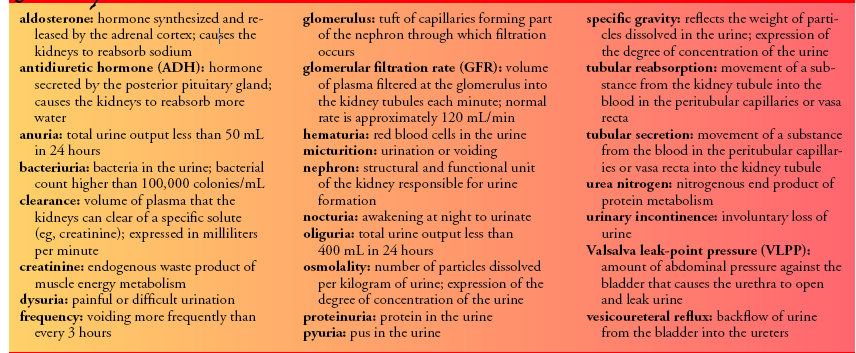 aldosterone: hormone synthesized and re-
leased by the adrenal cortex; causes the
kidneys to reabsorb sodium
antidiuretic hormone (ADH): hormone
secreted by the posterior pituitary gland;
causes the kidneys to reabsorb more
water
anuria: total urine output less than 50 mL
in 24 hours
bacteriuria: bacteria in the urine; bacterial
count higher than 100,000 colonies/mL
clearance: volume of plasma that the
kidneys can clear of a specific solute
(eg, creatinine); expressed in milliliters
per minute
creatinine: endogenous waste product of
muscle energy metabolism
dysuria: painful or difficult urination
frequency: voiding more frequently than
every 3 hours
glomerulus: tuft of capillaries forming part
of the nephron through which filtration
occurs
glomerular filtration rate (GFR): volume
of plasma filtered at the glomerulus into
the kidney tubules each minute; normal
rate is approximately 120 mL/min
hematuria: red blood cells in the urine
micturition: urination or voiding
nephron: structural and functional unit
of the kidney responsible for urine
formation
nocturia: awakening at night to urinate
oliguria: total urine output less than
400 mL in 24 hours
osmolality: number of particles dissolved
per kilogram of urine; expression of the
degree of concentration of the urine
proteinuria: protein in the urine
pyuria: pus in the urine
specific gravity: reflects the weight of parti-
cles dissolved in the urine; expression of
the degree of concentration of the urine
tubular reabsorption: movement of a sub-
stance from the kidney tubule into the
blood in the peritubular capillaries or vasa
recta
tubular secretion: movement of a substance
from the blood in the peritubular capillar-
ies or vasa recta into the kidney tubule
urea nitrogen: nitrogenous end product of
protein metabolism
urinary incontinence: involuntary loss of
urine
Valsalva leak-point pressure (VLPP):
amount of abdominal pressure against the
bladder that causes the urethra to open
and leak urine
vesicoureteral reflux: backflow of urine
from the bladder into the ureters